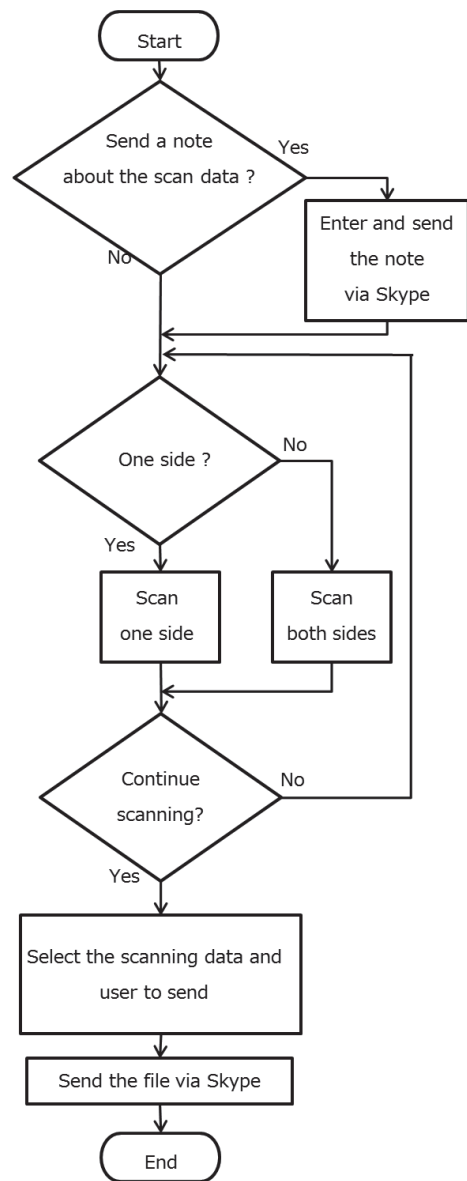 Start
Send a note
about the scan data ?
Yes
No
Enter and send
the note
via Skype
One side ?
No
Yes
Scan
one side
Scan
both sides
Continue
scanning?
No
Yes
Select the scanning data and
user to send
Send the file via Skype
End